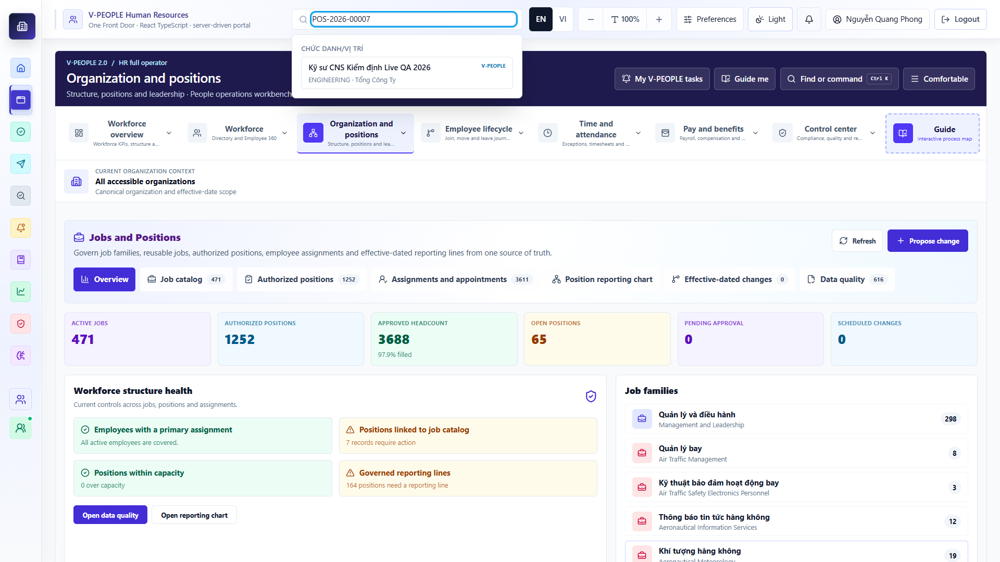 V-PEOPLE Human Resources
One Front Door · React TypeScript · server-driven portal
POS-2026-00007
EN
VI
100%
Preferences
Light
Nguyễn Quang Phong
Logout
CHỨC DANH/VỊ TRÍ
Kỹ sư CNS Kiểm định Live QA 2026
V-PEOPLE
ENGINEERING · Tổng Công Ty
V-PEOPLE 2.0 / HR full operator
Organization and positions
Structure, positions and leadership · People operations workbench
My V-PEOPLE tasks
Guide me
Find or command
Ctrl K
Comfortable
Workforce overview
Workforce KPIs, structure a...
Workforce
Directory and Employee 360
Organization and positions
Structure, positions and lea...
Employee lifecycle
Join, move and leave journ...
Time and attendance
Exceptions, timesheets and ...
Pay and benefits
Payroll, compensation and ...
Control center
Compliance, quality and re...
Guide
Interactive process map
CURRENT ORGANIZATION CONTEXT
All accessible organizations
Canonical organization and effective-date scope
Jobs and Positions
Govern job families, reusable jobs, authorized positions, employee assignments and effective-dated reporting lines from one source of truth.
Refresh
Propose change
Overview
Job catalog 471
Authorized positions 1252
Assignments and appointments 3611
Position reporting chart
Effective-dated changes 0
Data quality 616
ACTIVE JOBS
471
AUTHORIZED POSITIONS
1252
APPROVED HEADCOUNT
3688
97.9% filled
OPEN POSITIONS
65
PENDING APPROVAL
0
SCHEDULED CHANGES
0
Workforce structure health
Current controls across jobs, positions and assignments.
Employees with a primary assignment
All active employees are covered.
Positions linked to job catalog
7 records require action
Positions within capacity
0 over capacity
Governed reporting lines
164 positions need a reporting line
Open data quality
Open reporting chart
Job families
Quản lý và điều hành
Management and Leadership
298
Quản lý bay
Air Traffic Management
8
Kỹ thuật bảo đảm hoạt động bay
Air Traffic Safety Electronics Personnel
3
Thông báo tin tức hàng không
Aeronautical Information Services
12
Khí tượng hàng không
Aeronautical Meteorology
19